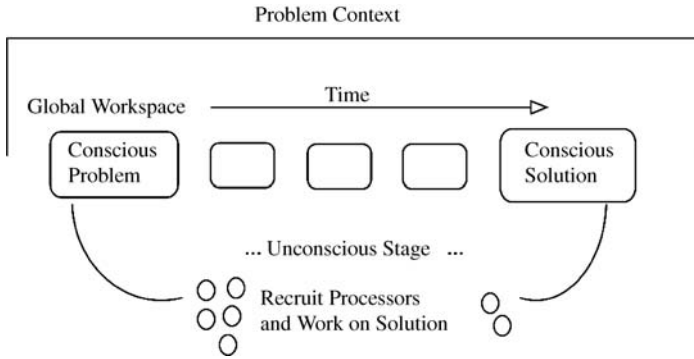 Problem Context
Global Workspace
Time
Conscious
Problem
Conscious
Solution
... Unconscious Stage ...
Recruit Processors
and Work on Solution